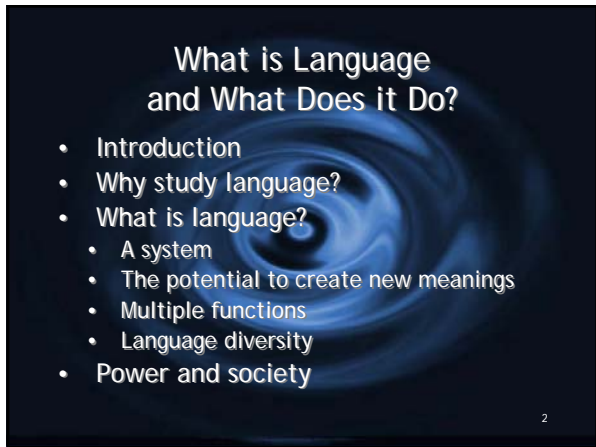 What is Language
and What Does it Do?
• Introduction
• Why study language?
• What is language?
• A system
• The potential to create new meanings
• Multiple functions
• Language diversity
• Power and society
2